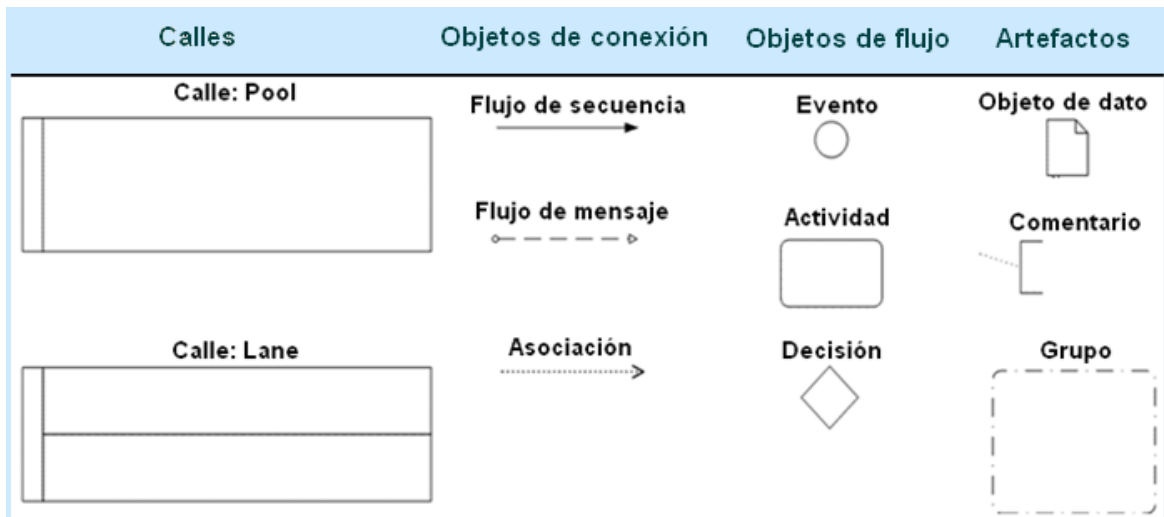 Calles
Objetos de conexión
Objetos de flujo
Artefactos
Calle: Pool
Flujo de secuencia
Evento
Objeto de dato
Flujo de mensaje
Actividad
Comentario
Calle: Lane
Asociación
Decisión
Grupo